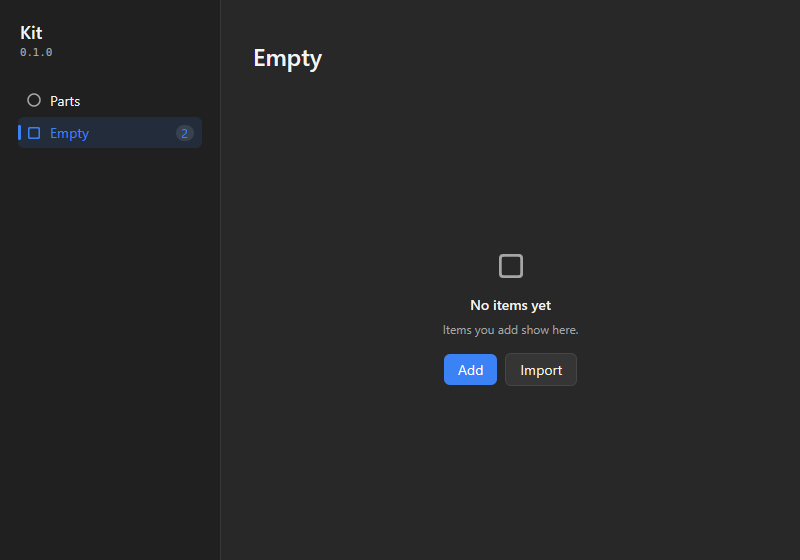 Kit
0.1.0
Parts
Empty 2
Empty
No items yet
Items you add show here.
Add Import